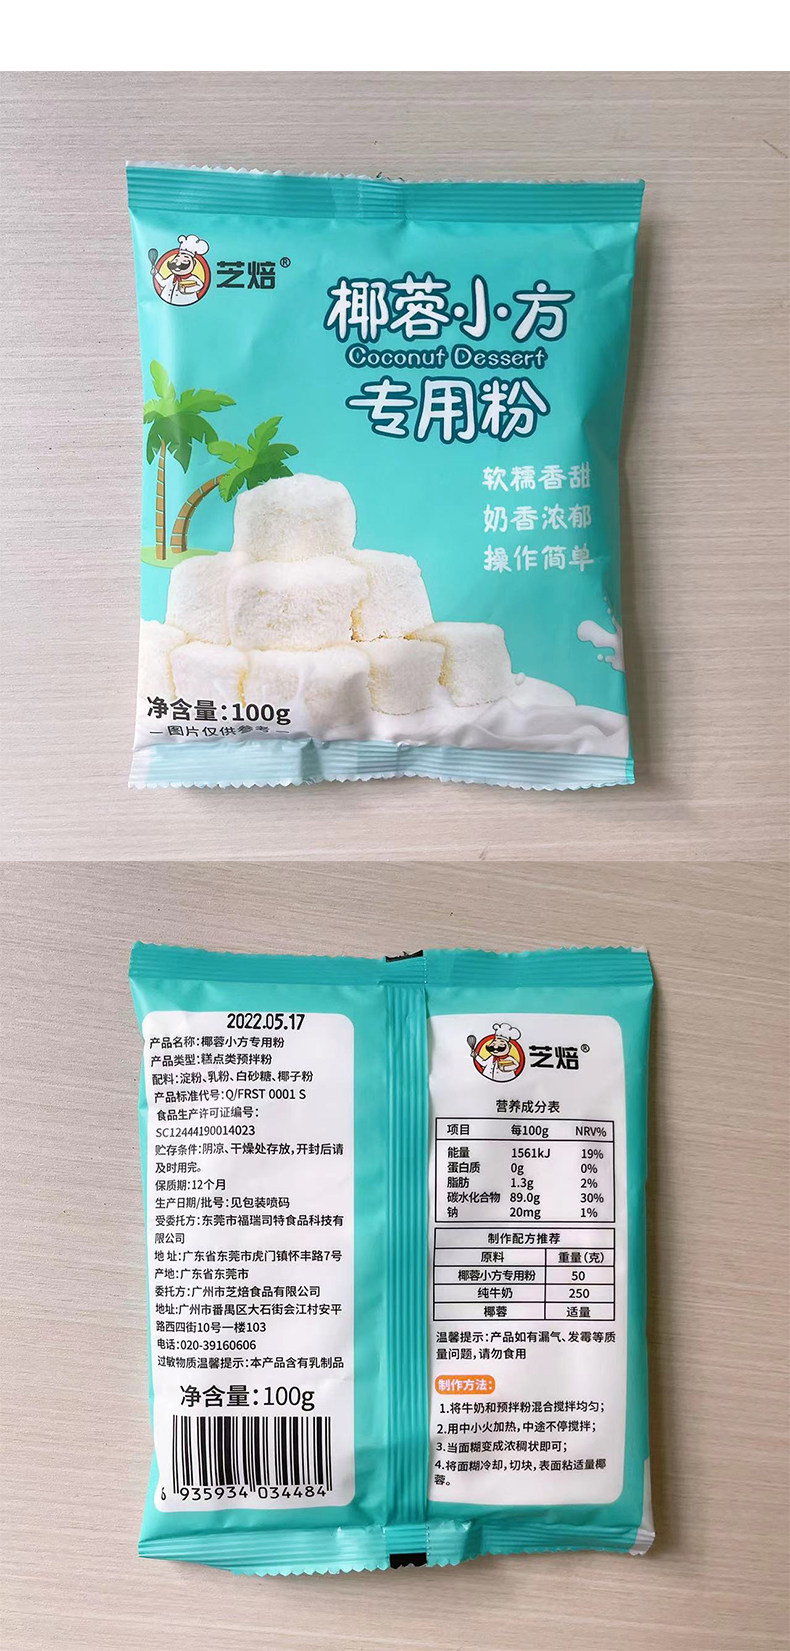 芝焙®
椰蓉小方
Coconut Dessert
专用粉
软糯香甜
奶香浓郁
操作简单
净含量:100g
—图片仅供参考—
2022.05.17
产品名称:椰蓉小方专用粉
产品类型:糕点类预拌粉
配料:淀粉、乳粉、白砂糖、椰子粉
产品标准代号:Q/FRST 0001 S
食品生产许可证编号:
SC12444190014023
贮存条件:阴凉、干燥处存放,开封后请
及时用完。
保质期:12个月
生产日期/批号:见包装喷码
受委托方:东莞市福瑞司特食品科技有
限公司
地 址:广东省东莞市虎门镇怀丰路7号
产地:广东省东莞市
委托方:广州市芝焙食品有限公司
地址:广州市番禺区大石街会江村安平
路西四街10号一楼103
电话:020-39160606
过敏物质温馨提示:本产品含有乳制品
净含量:100g
6 935934 034484
芝焙®
营养成分表
项目 每100g NRV%
能量 1561kJ 19%
蛋白质 0g 0%
脂肪 1.3g 2%
碳水化合物 89.0g 30%
钠 20mg 1%
制作配方推荐
原料 重量(克)
椰蓉小方专用粉 50
纯牛奶 250
椰蓉 适量
温馨提示:产品如有漏气、发霉等质
量问题,请勿食用
制作方法:
1.将牛奶和预拌粉混合搅拌均匀;
2.用中小火加热,中途不停搅拌;
3.当面糊变成浓稠状即可;
4.将面糊冷却,切块,表面粘适量椰
蓉。